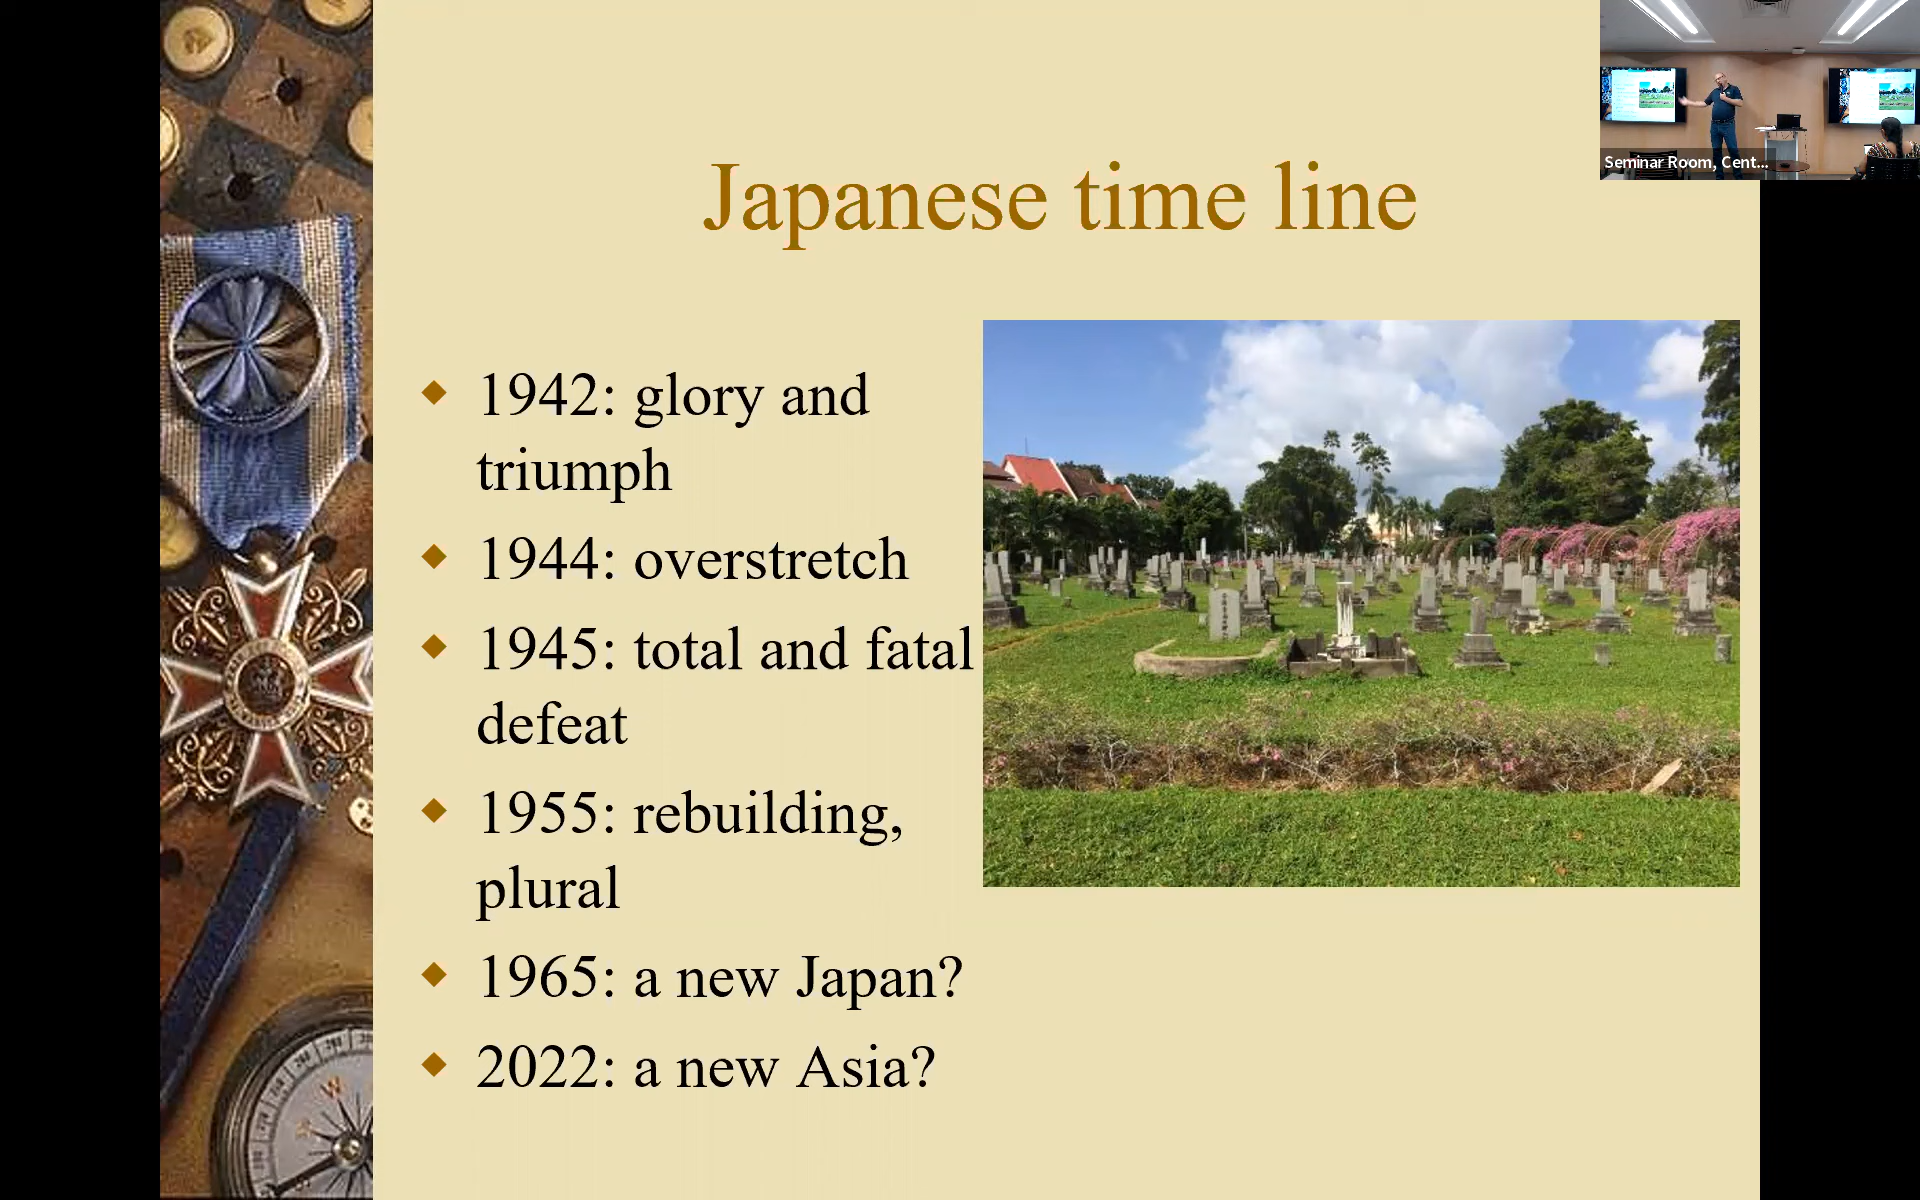 Seminar Room, Cent...
Japanese time line
1942: glory and
triumph
1944: overstretch
1945: total and fatal
defeat
1955: rebuilding,
plural
1965: a new Japan?
2022: a new Asia?